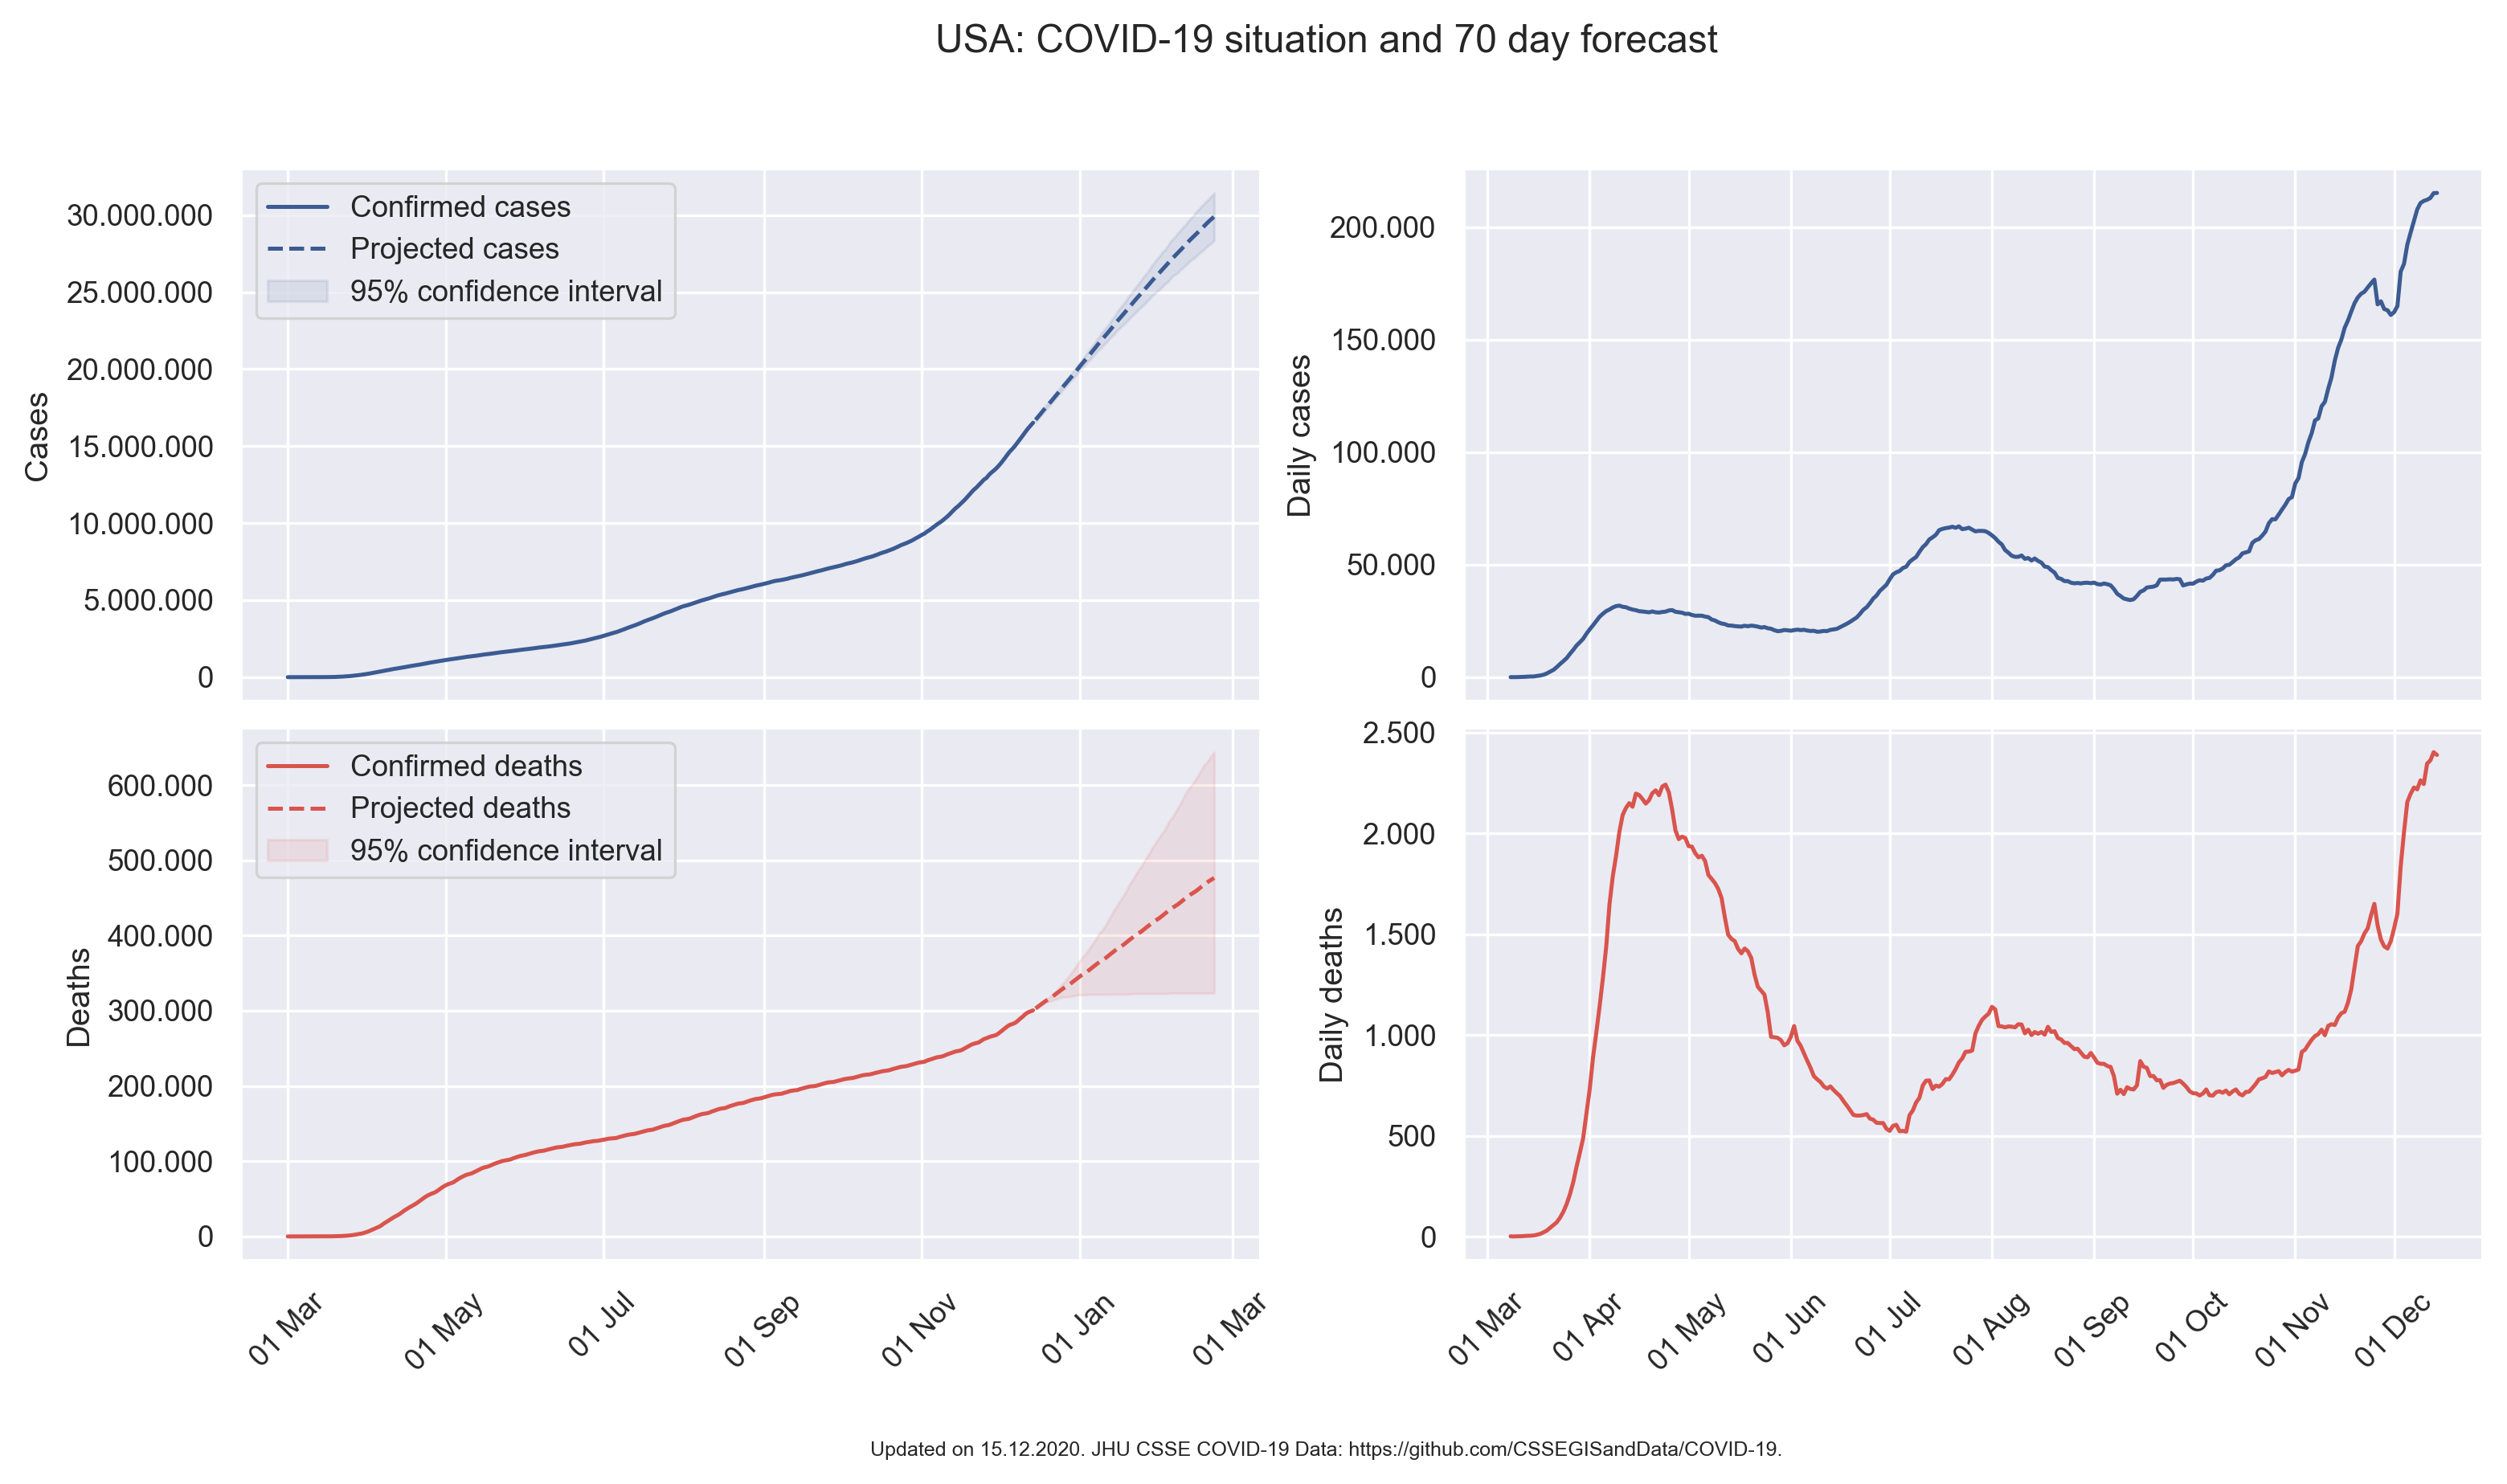 USA: COVID-19 situation and 70 day forecast
Confirmed cases
Projected cases
95% confidence interval
30.000.000
25.000.000
20.000.000
15.000.000
10.000.000
5.000.000
0
Cases
200.000
150.000
100.000
50.000
0
Daily cases
Confirmed deaths
Projected deaths
95% confidence interval
600.000
500.000
400.000
300.000
200.000
100.000
0
Deaths
01 Mar
01 May
01 Jul
01 Sep
01 Nov
01 Jan
01 Mar
2.500
2.000
1.500
1.000
500
0
Daily deaths
01 Mar
01 Apr
01 May
01 Jun
01 Jul
01 Aug
01 Sep
01 Oct
01 Nov
01 Dec
Updated on 15.12.2020. JHU CSSE COVID-19 Data: https://github.com/CSSEGISandData/COVID-19.